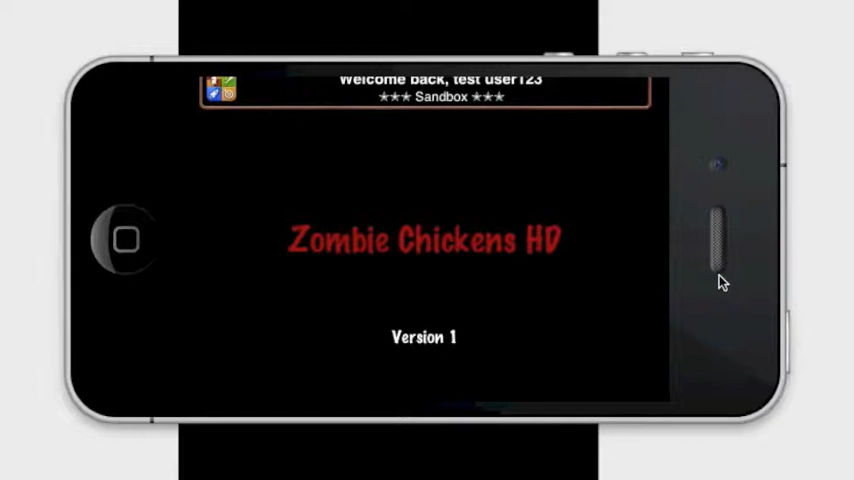 Welcome back, test user123
★★★ Sandbox ★★★
Zombie Chickens HD
Version 1